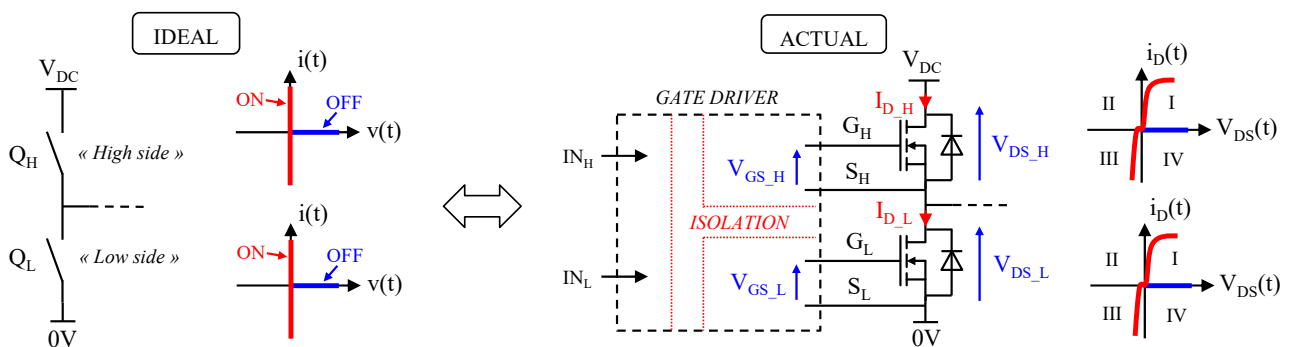 IDEAL
V_DC
Q_H
« High side »
Q_L
« Low side »
0V
i(t)
ON
OFF
v(t)
i(t)
ON
OFF
v(t)
ACTUAL
GATE DRIVER
IN_H
IN_L
ISOLATION
V_DC
I_D_H
G_H
V_GS_H
S_H
V_DS_H
I_D_L
G_L
V_GS_L
S_L
V_DS_L
0V
i_D(t)
II
I
V_DS(t)
III
IV
i_D(t)
II
I
V_DS(t)
III
IV